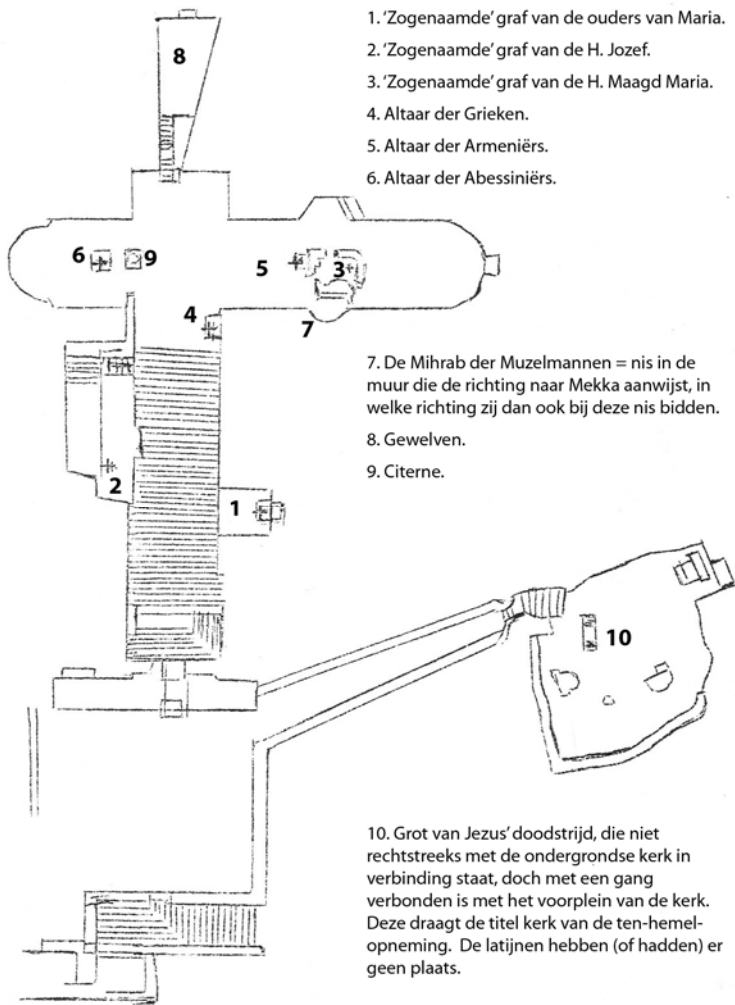 1. ‘Zogenaamde’ graf van de ouders van Maria.
2. ‘Zogenaamde’ graf van de H. Jozef.
3. ‘Zogenaamde’ graf van de H. Maagd Maria.
4. Altaar der Grieken.
5. Altaar der Armeniërs.
6. Altaar der Abessiniërs.
8
6
9
5
3
4
7
2
1
7. De Mihrab der Muzelmannen = nis in de
muur die de richting naar Mekka aanwijst, in
welke richting zij dan ook bij deze nis bidden.
8. Gewelven.
9. Citerne.
10
10. Grot van Jezus’ doodstrijd, die niet
rechtstreeks met de ondergrondse kerk in
verbinding staat, doch met een gang
verbonden is met het voorplein van de kerk.
Deze draagt de titel kerk van de ten-hemel-
opneming. De latijnen hebben (of hadden) er
geen plaats.